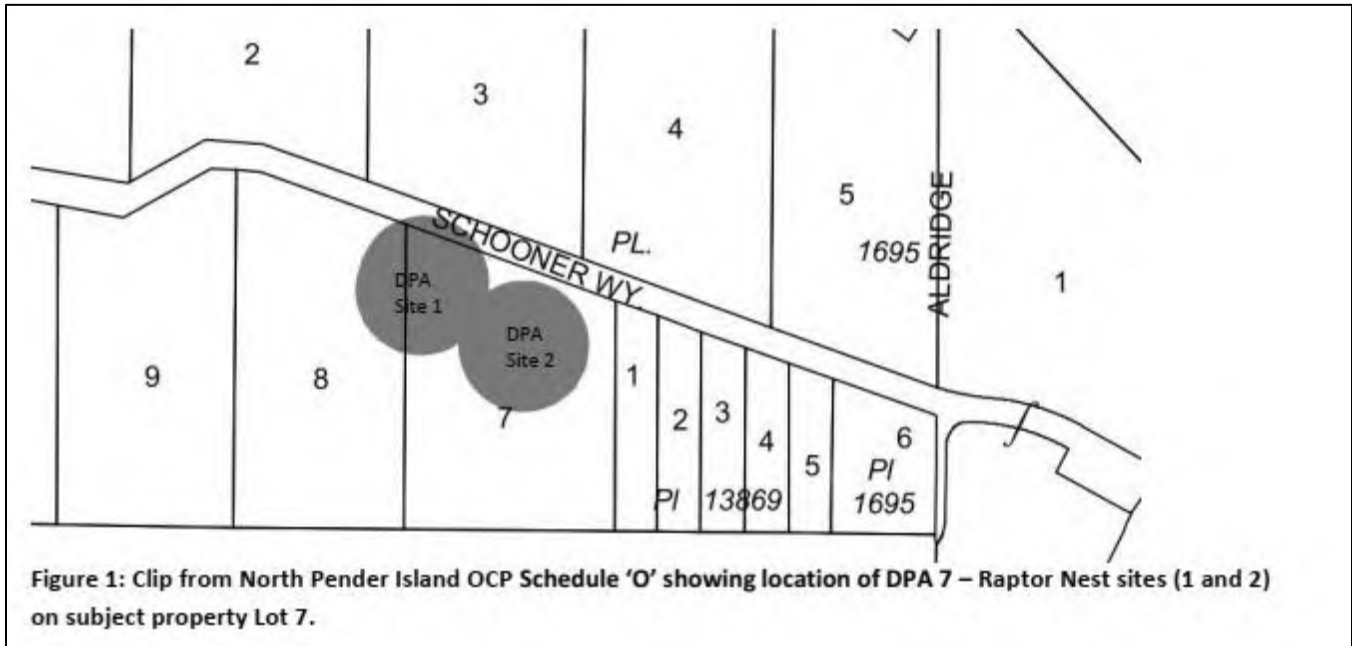 2
3
4
5
1695
ALDRIDGE
1
SCHOONER WY.
PL.
DPA
Site 1
DPA
Site 2
9
8
7
1
2
3
4
5
6
Pl 13869
Pl
1695
Figure 1: Clip from North Pender Island OCP Schedule ‘O’ showing location of DPA 7 – Raptor Nest sites (1 and 2)
on subject property Lot 7.